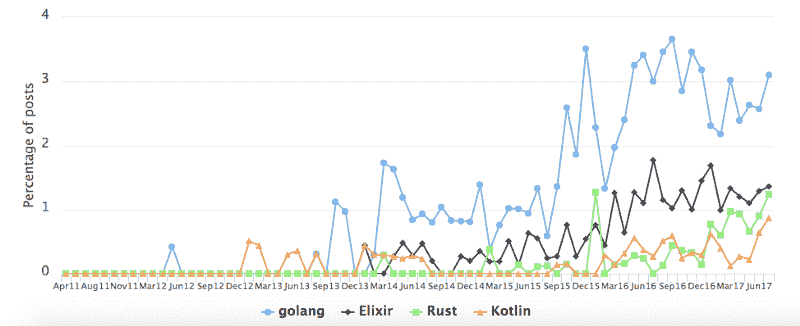 4
3
2
1
0
Percentage of posts
Apr11 Aug11 Nov11 Mar12 Jun12 Sep12 Dec12 Mar13 Jun13 Sep13 Dec13 Mar14 Jun14 Sep14 Dec14 Mar15 Jun15 Sep15 Dec15 Mar16 Jun16 Sep16 Dec16 Mar17 Jun17
golang Elixir Rust Kotlin